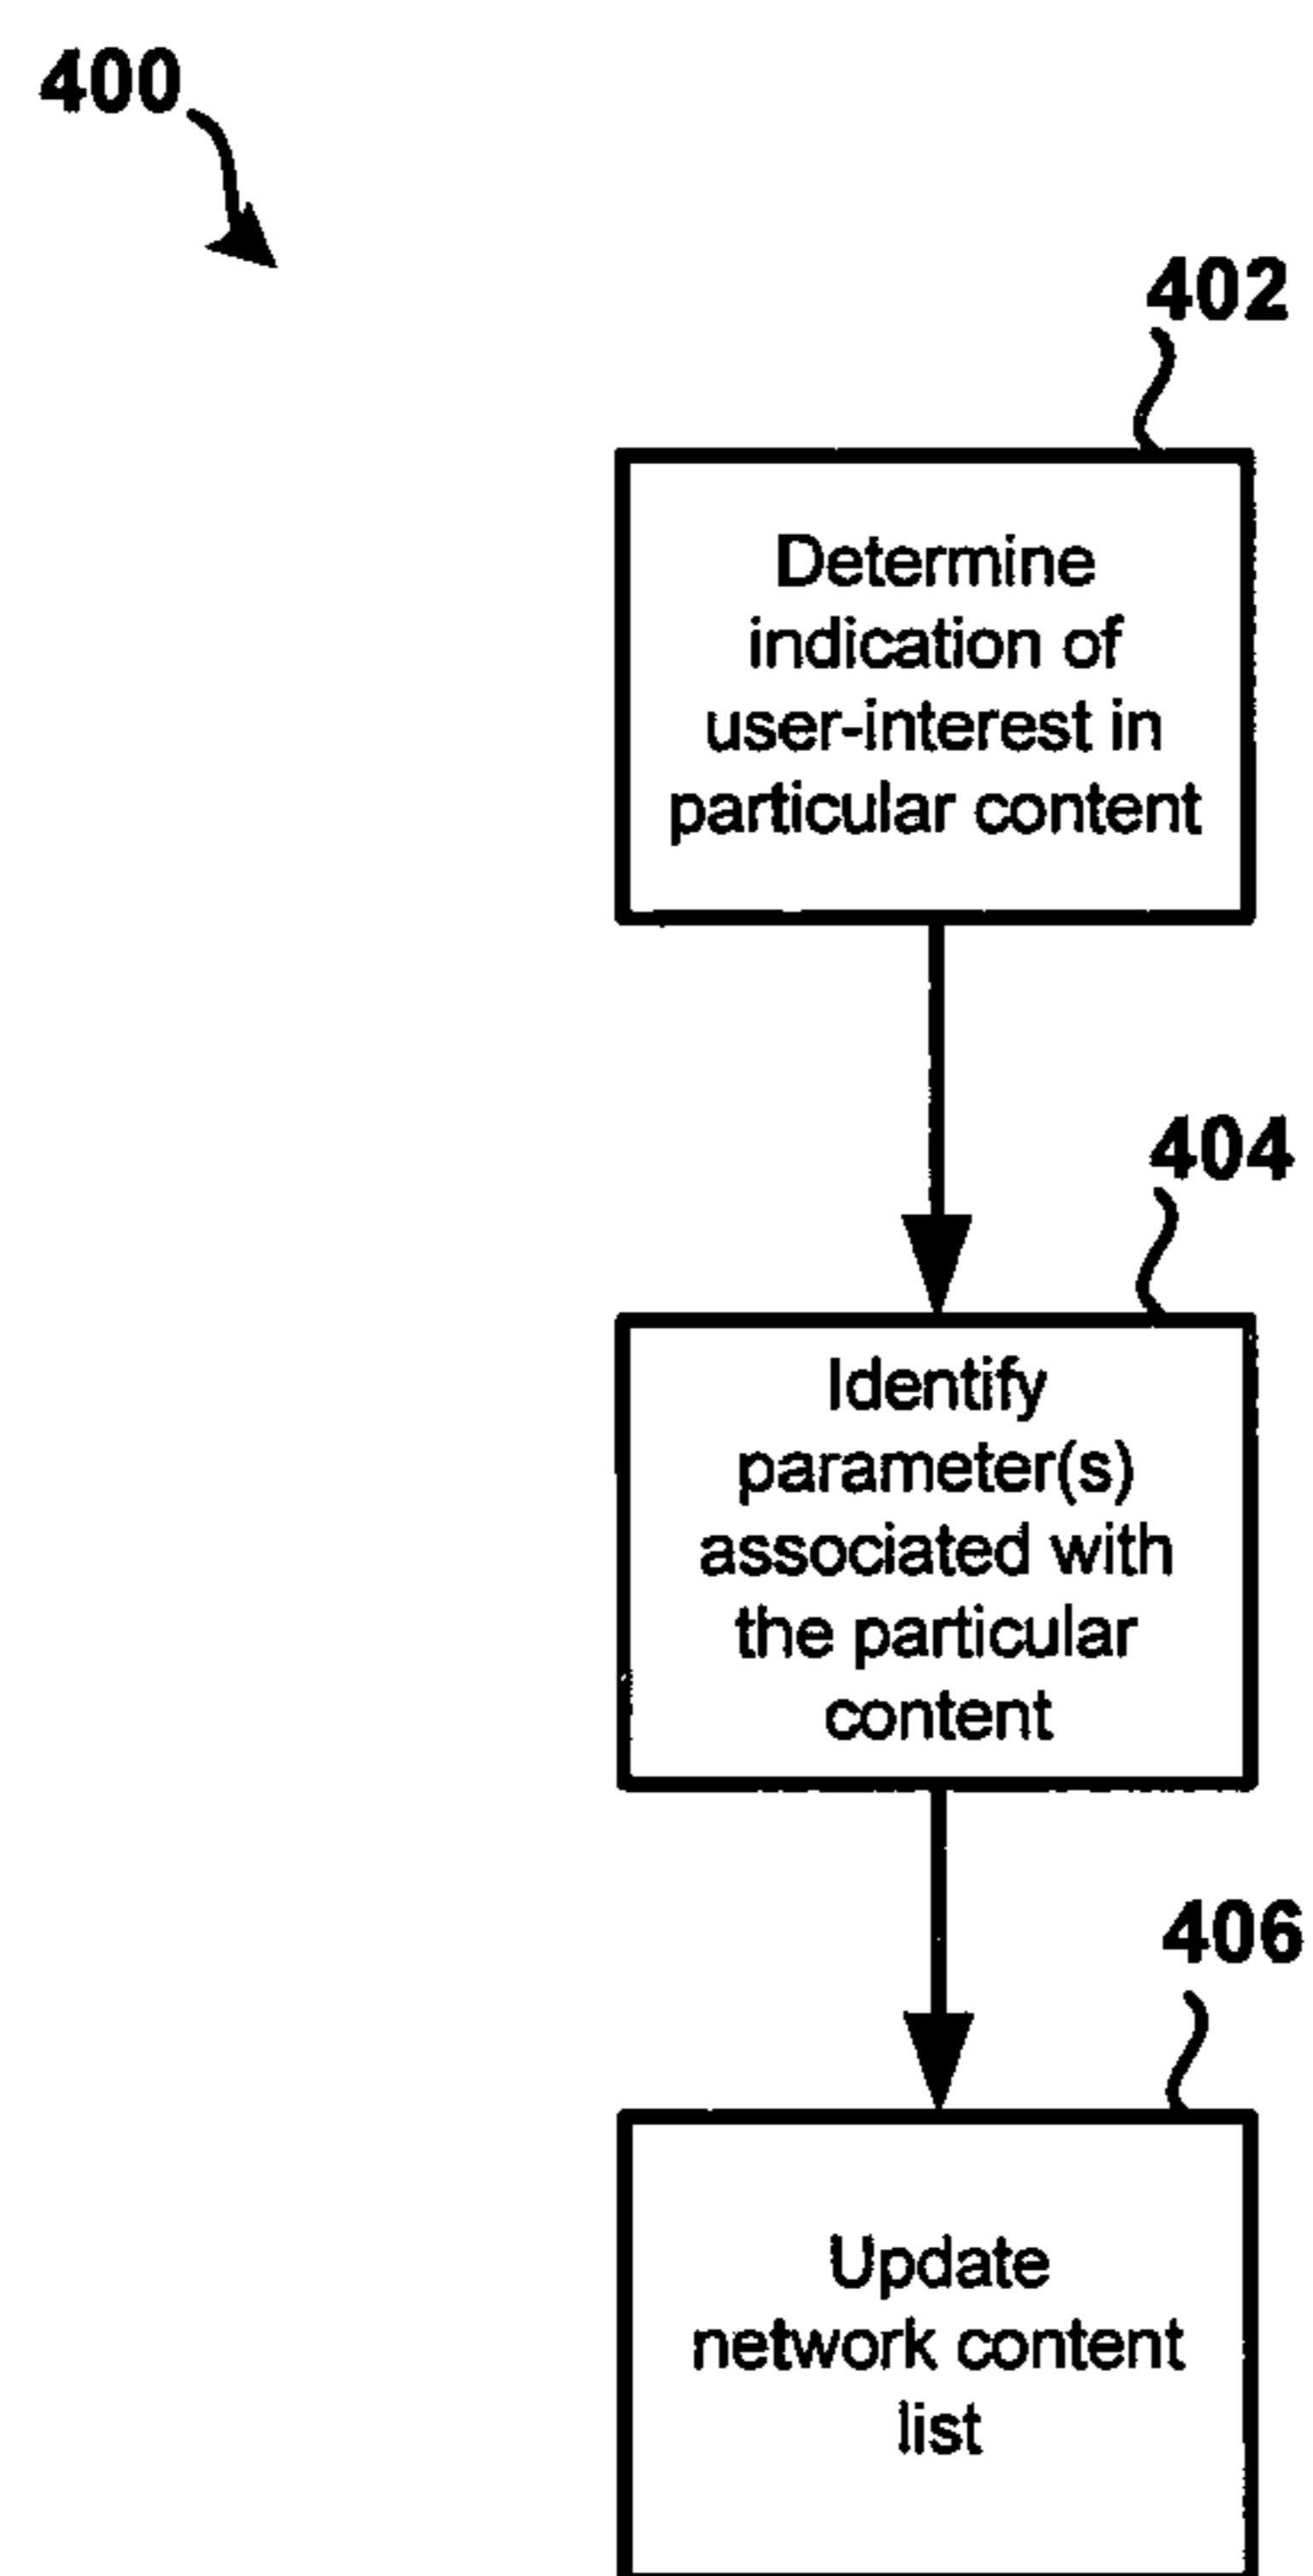 400
402
Determine
indication of
user-interest in
particular content
404
Identify
parameter(s)
associated with
the particular
content
406
Update
network content
list